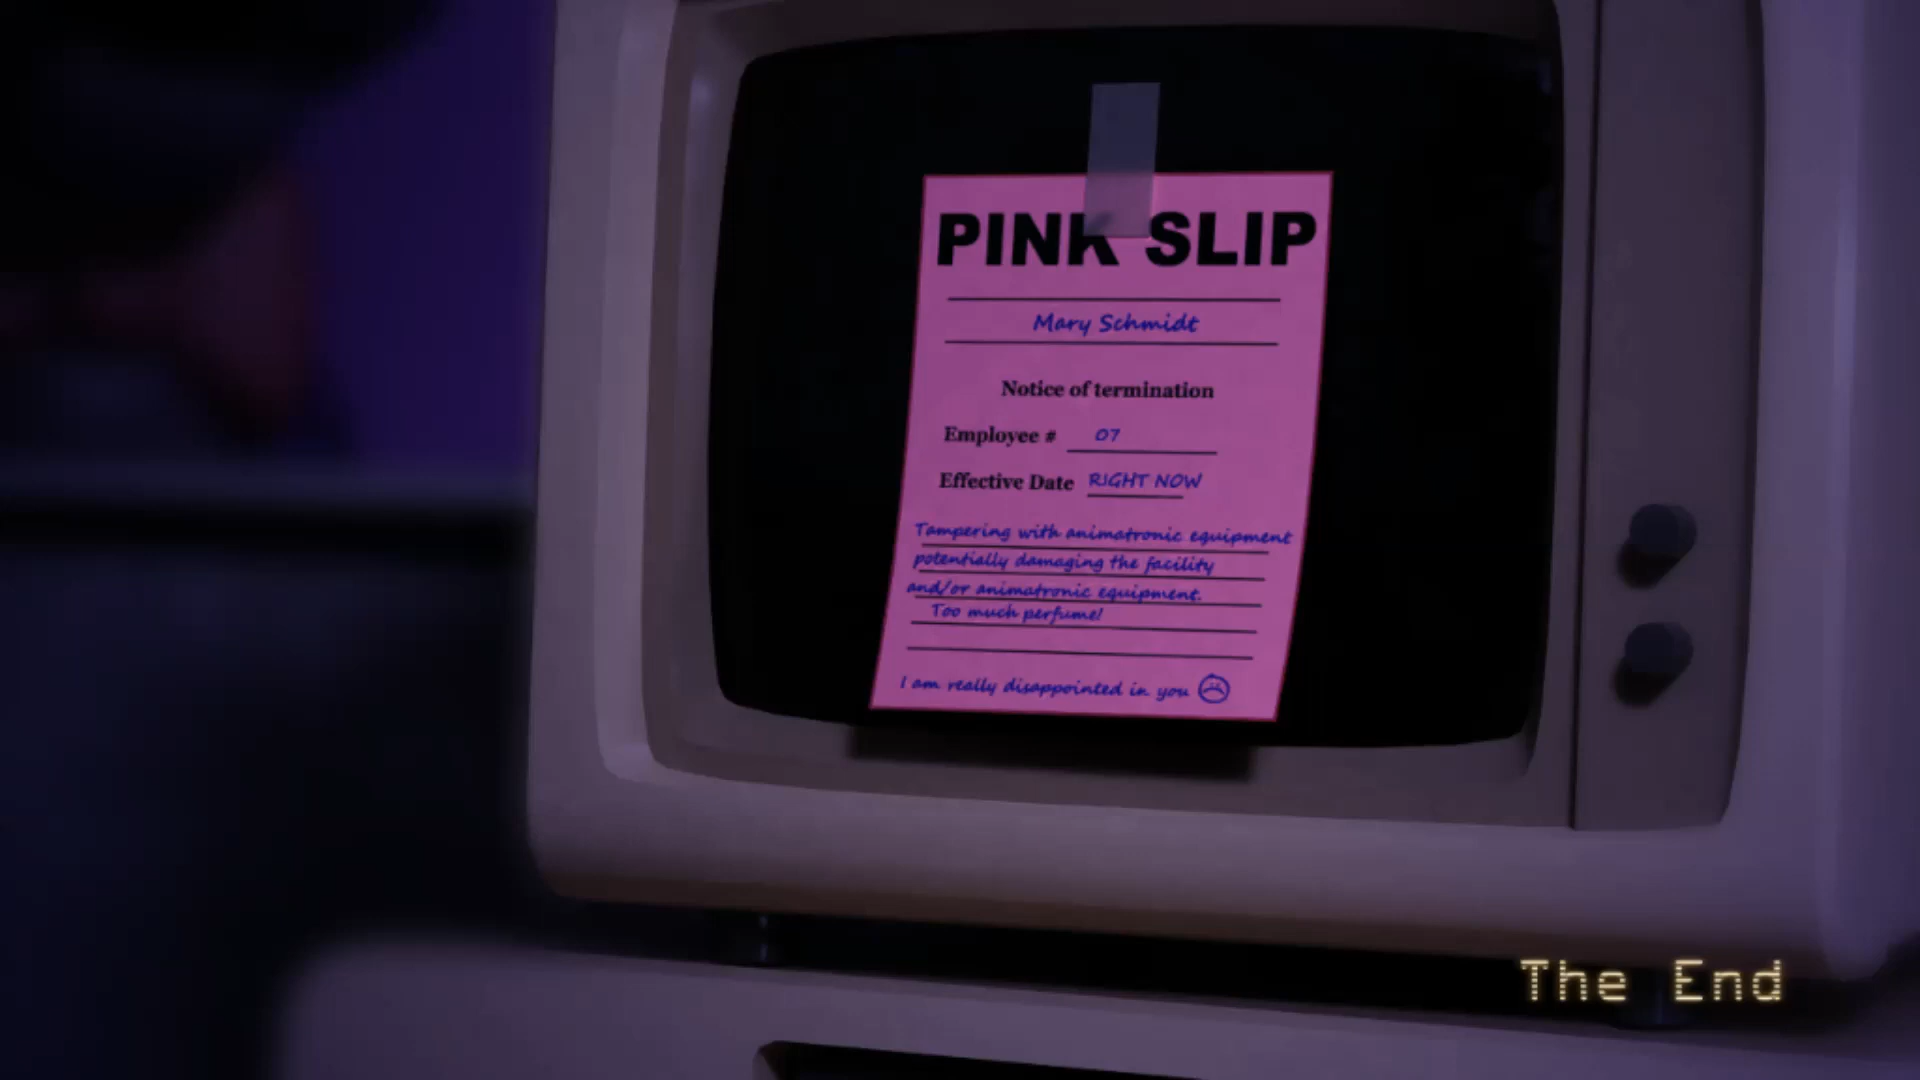 PINK SLIP
Mary Schmidt
Notice of termination
Employee # 07
Effective Date RIGHT NOW
Tampering with animatronic equipment
potentially damaging the facility
and/or animatronic equipment.
Too much perfume!
I am really disappointed in you
The End